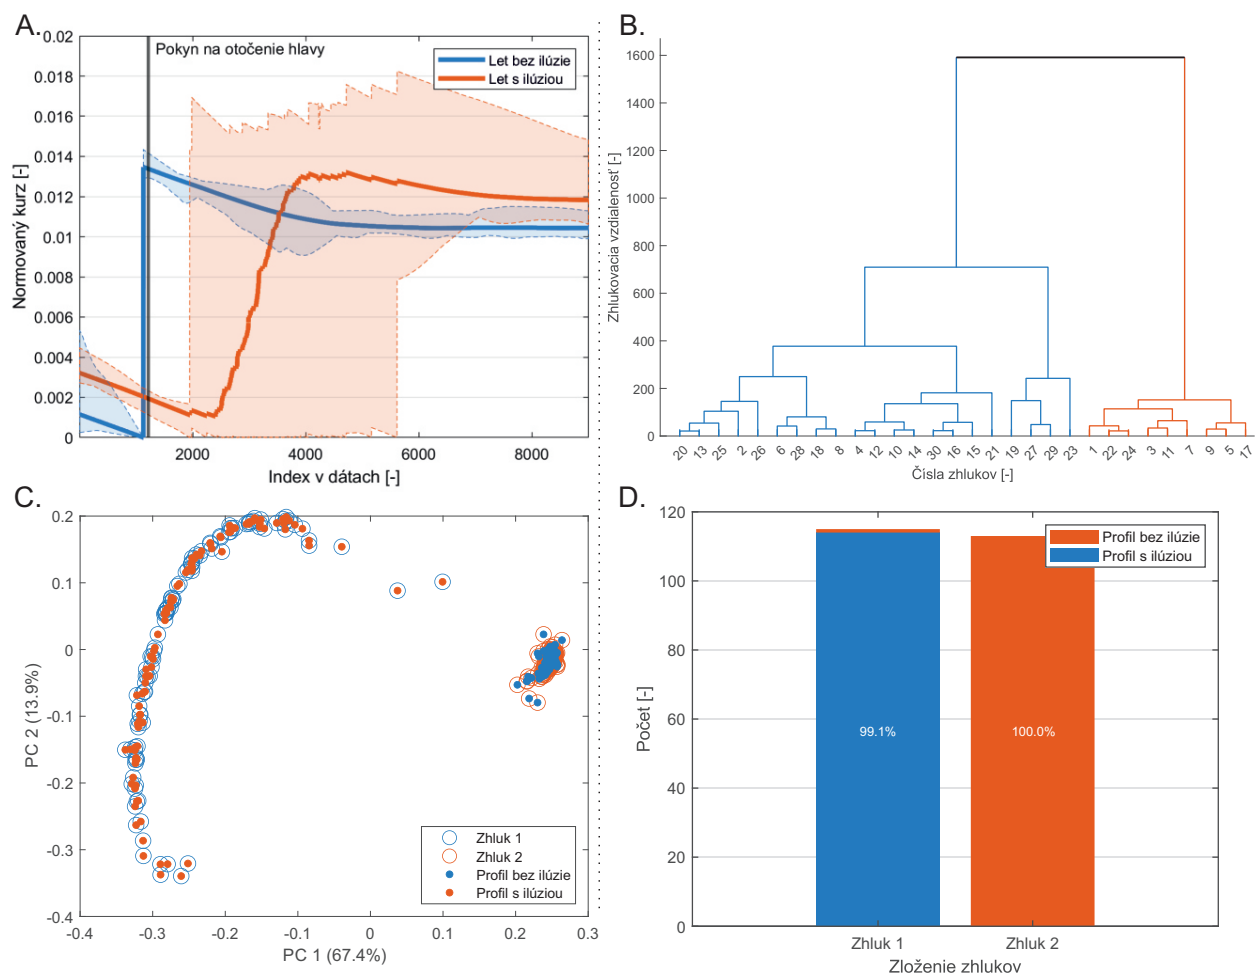 A.
0.02
0.018
0.016
0.014
0.012
0.01
0.008
0.006
0.004
0.002
0
Normovaný kurz [-]
Pokyn na otočenie hlavy
Let bez ilúzie
Let s ilúziou
2000 4000 6000 8000
Index v dátach [-]
B.
1600
1400
1200
1000
800
600
400
200
0
Zhlukovacia vzdialenosť [-]
20 13 25 2 26 6 28 18 8 4 12 10 14 30 16 15 21 19 27 29 23 1 22 24 3 11 7 9 5 17
Čísla zhlukov [-]
C.
0.2
0.1
0
-0.1
-0.2
-0.3
-0.4
PC 2 (13.9%)
Zhluk 1
Zhluk 2
Profil bez ilúzie
Profil s ilúziou
-0.4 -0.3 -0.2 -0.1 0 0.1 0.2 0.3
PC 1 (67.4%)
D.
120
100
80
60
40
20
0
Počet [-]
Profil bez ilúzie
Profil s ilúziou
99.1%
100.0%
Zhluk 1 Zhluk 2
Zloženie zhlukov